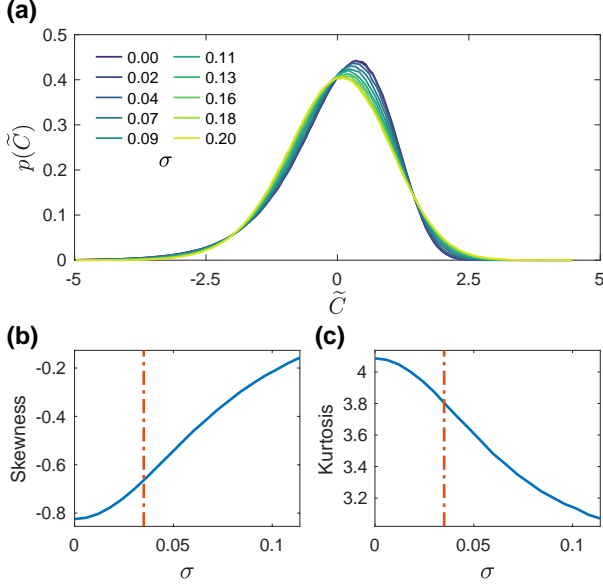 (a)
0.5
0.4
0.3
0.2
0.1
0
p(C̃)
0.00 0.11
0.02 0.13
0.04 0.16
0.07 0.18
0.09 0.20
σ
-5 -2.5 0 2.5 5
C̃
(b)
-0.2
-0.4
-0.6
-0.8
Skewness
0 0.05 0.1
σ
(c)
4
3.8
3.6
3.4
3.2
Kurtosis
0 0.05 0.1
σ